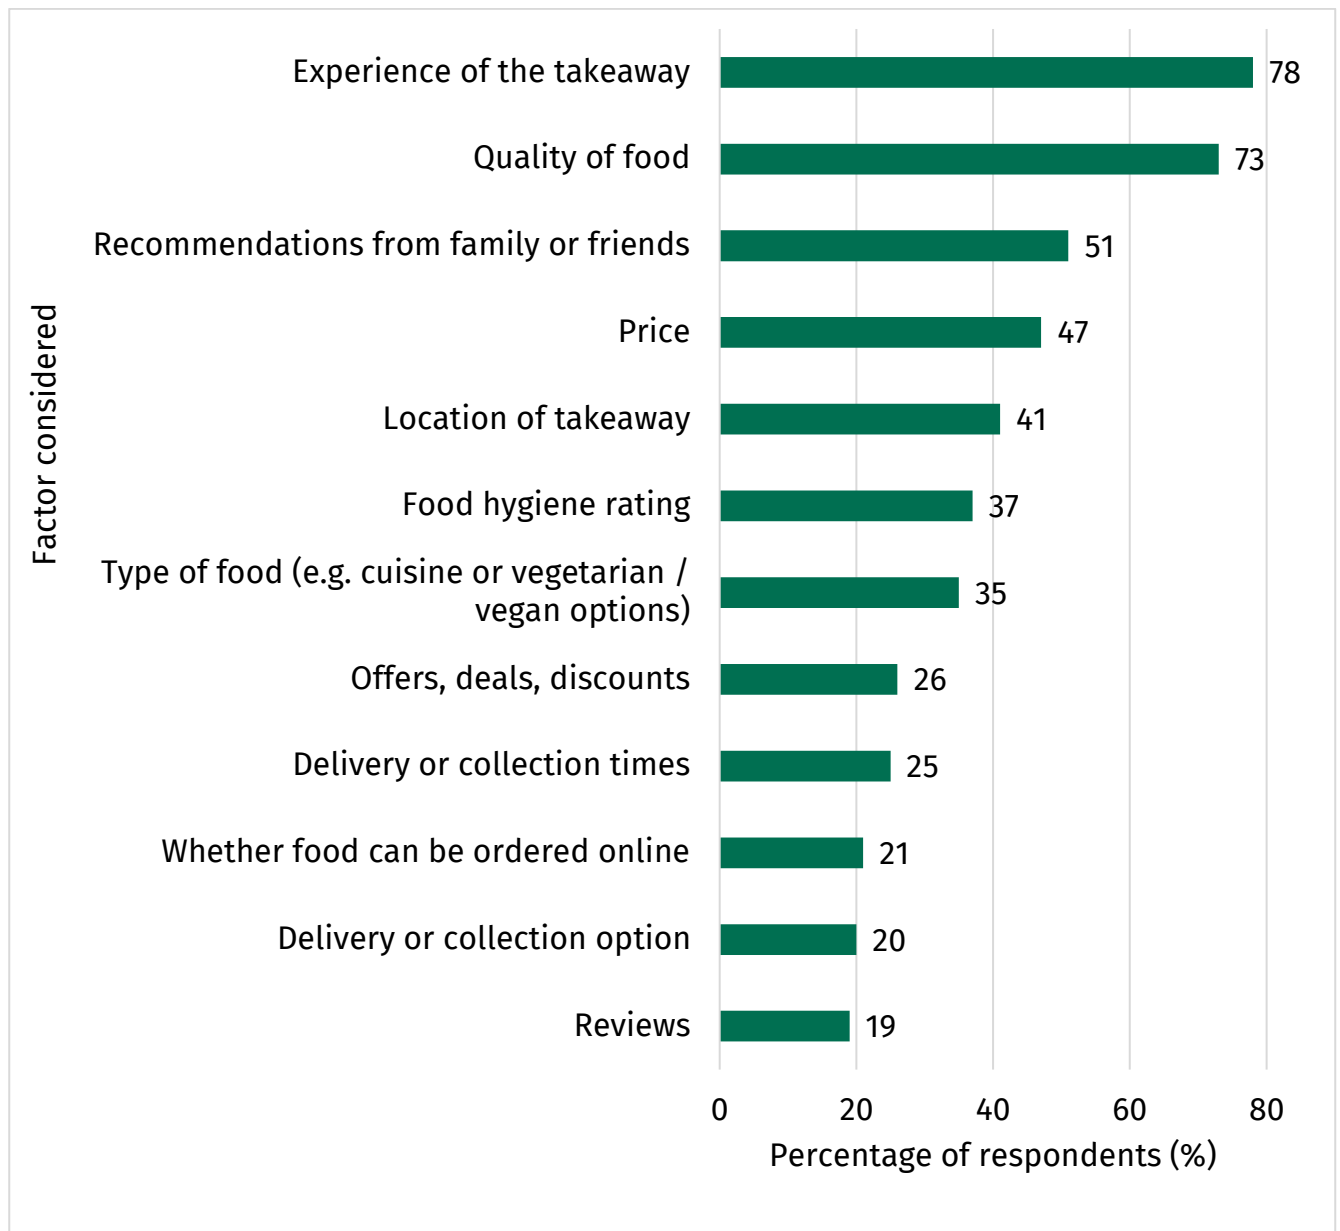 Factor considered
Experience of the takeaway 78
Quality of food 73
Recommendations from family or friends 51
Price 47
Location of takeaway 41
Food hygiene rating 37
Type of food (e.g. cuisine or vegetarian /
vegan options) 35
Offers, deals, discounts 26
Delivery or collection times 25
Whether food can be ordered online 21
Delivery or collection option 20
Reviews 19
0 20 40 60 80
Percentage of respondents (%)